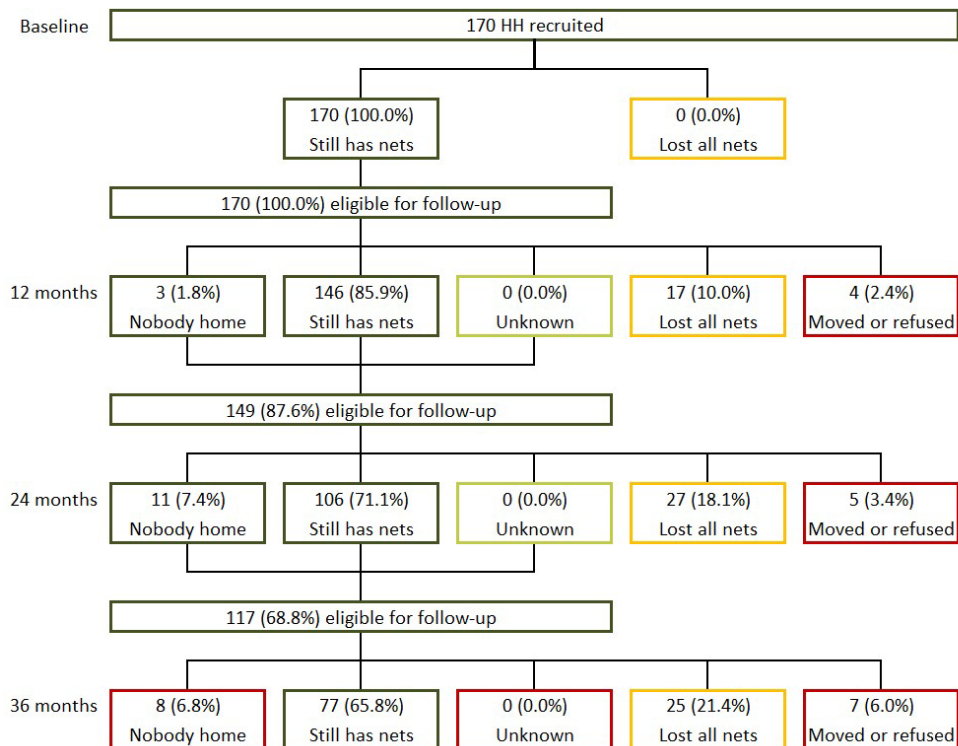 Baseline
170 HH recruited
170 (100.0%)
Still has nets
0 (0.0%)
Lost all nets
170 (100.0%) eligible for follow-up
12 months
3 (1.8%)
Nobody home
146 (85.9%)
Still has nets
0 (0.0%)
Unknown
17 (10.0%)
Lost all nets
4 (2.4%)
Moved or refused
149 (87.6%) eligible for follow-up
24 months
11 (7.4%)
Nobody home
106 (71.1%)
Still has nets
0 (0.0%)
Unknown
27 (18.1%)
Lost all nets
5 (3.4%)
Moved or refused
117 (68.8%) eligible for follow-up
36 months
8 (6.8%)
Nobody home
77 (65.8%)
Still has nets
0 (0.0%)
Unknown
25 (21.4%)
Lost all nets
7 (6.0%)
Moved or refused